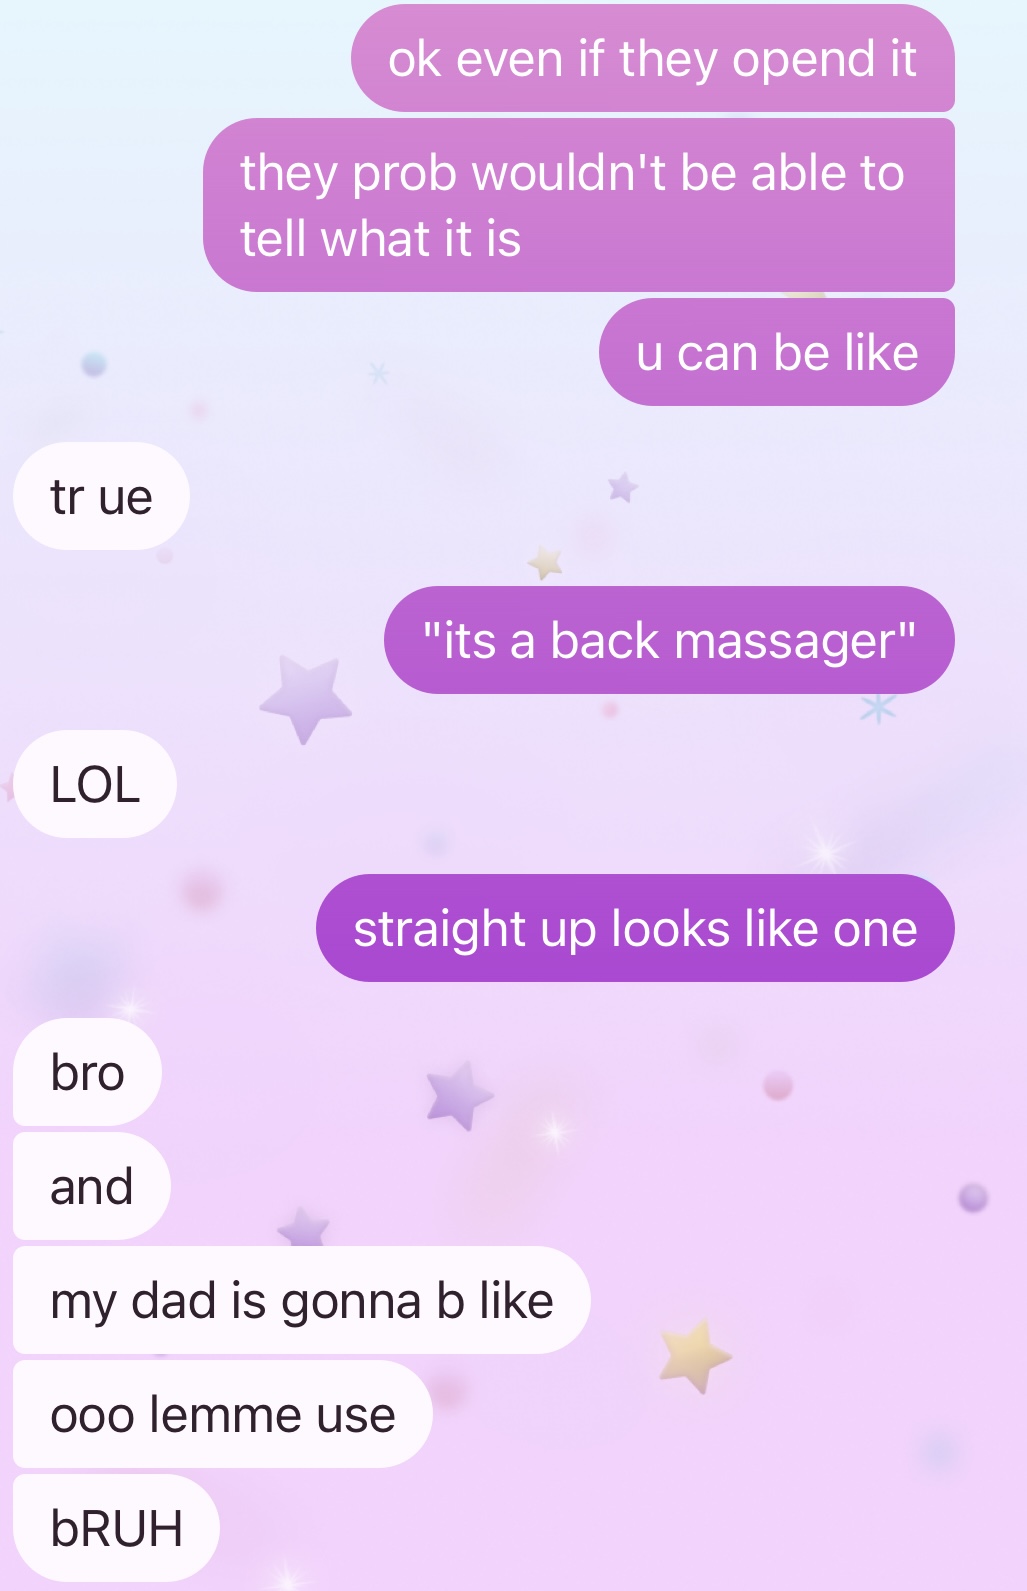 ok even if they opend it
they prob wouldn't be able to
tell what it is
u can be like
tr ue
"its a back massager"
LOL
straight up looks like one
bro
and
my dad is gonna b like
ooo lemme use
bRUH